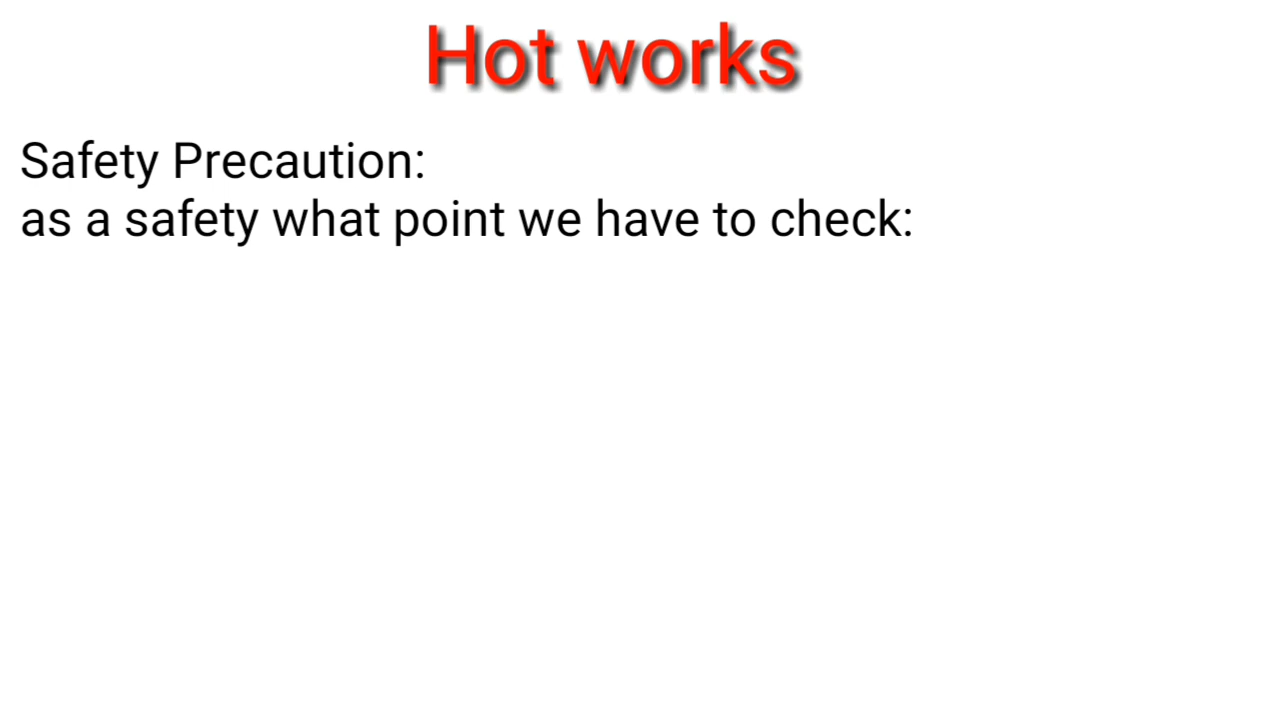 Hot works
Safety Precaution:
as a safety what point we have to check: